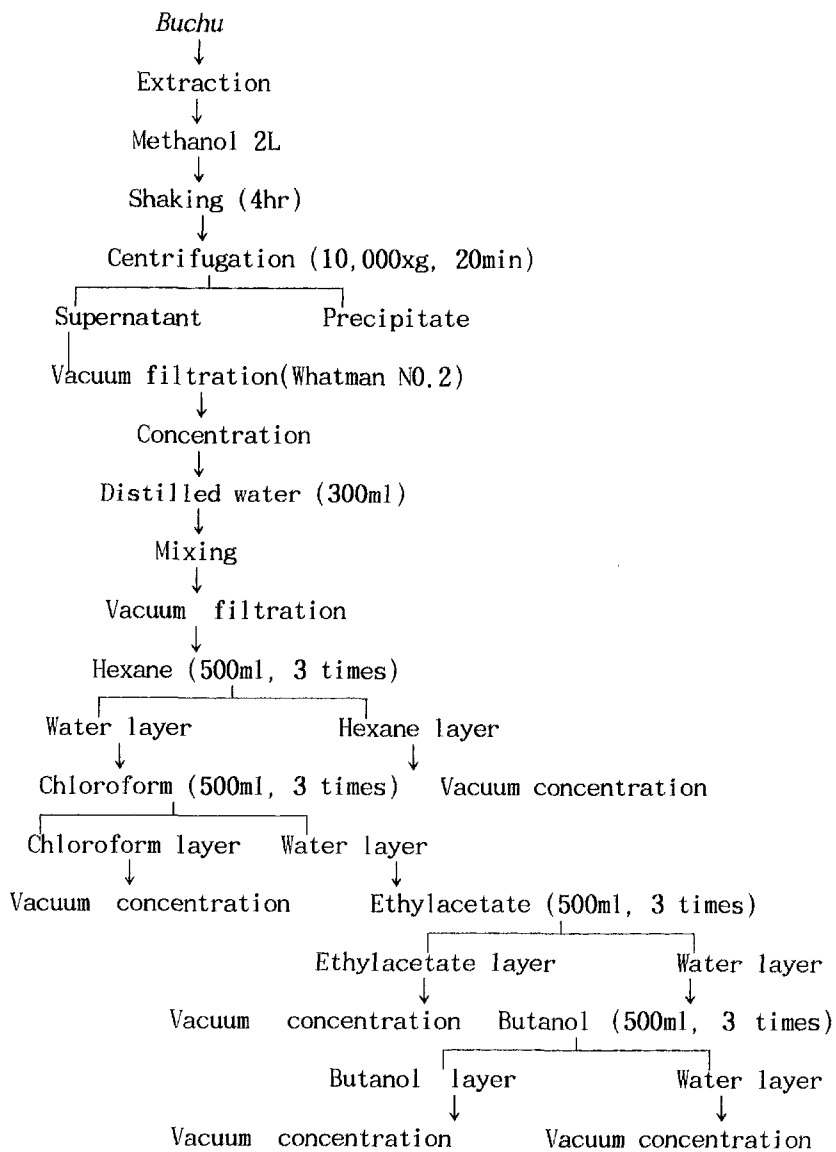 Buchu
Extraction
Methanol 2L
Shaking (4hr)
Centrifugation (10,000xg, 20min)
Supernatant Precipitate
Vacuum filtration(Whatman NO.2)
Concentration
Distilled water (300ml)
Mixing
Vacuum filtration
Hexane (500ml, 3 times)
Water layer Hexane layer
Chloroform (500ml, 3 times) Vacuum concentration
Chloroform layer Water layer
Vacuum concentration Ethylacetate (500ml, 3 times)
Ethylacetate layer Water layer
Vacuum concentration Butanol (500ml, 3 times)
Butanol layer Water layer
Vacuum concentration Vacuum concentration